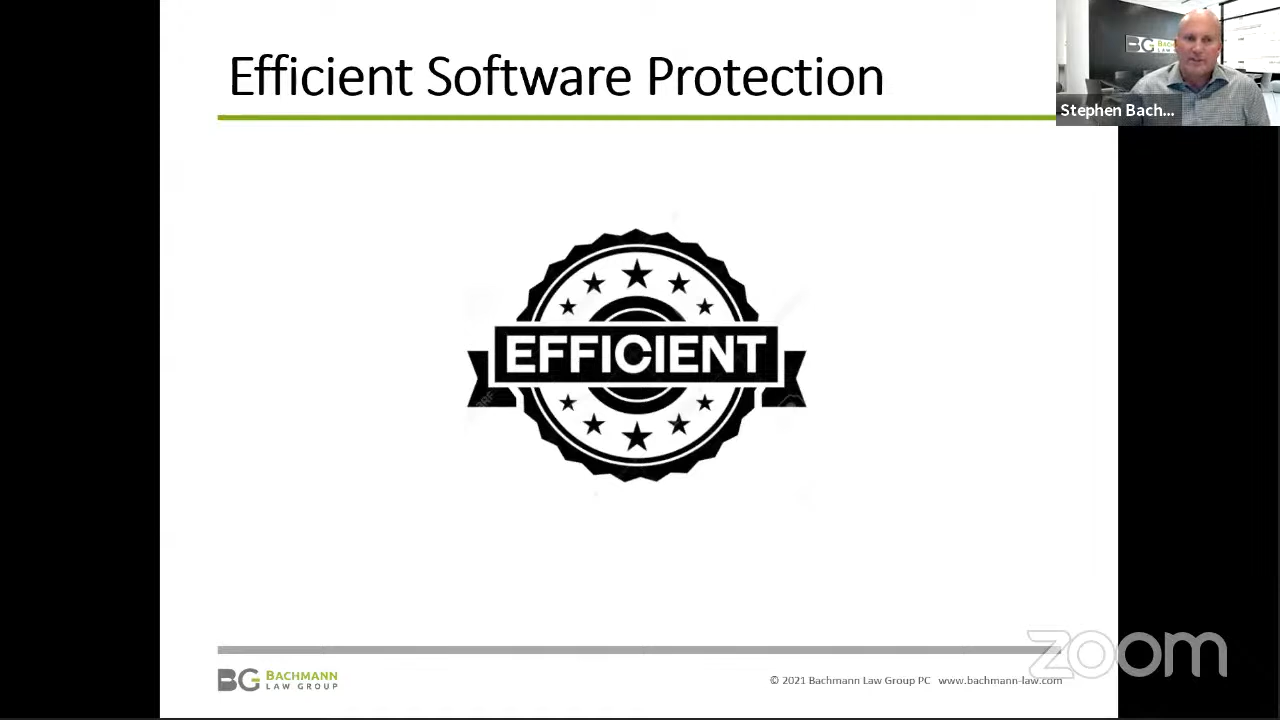 Efficient Software Protection
Stephen Bach...
EFFICIENT
BG BACHMANN
LAW GROUP
© 2021 Bachmann Law Group PC www.bachmann-law.com
zoom